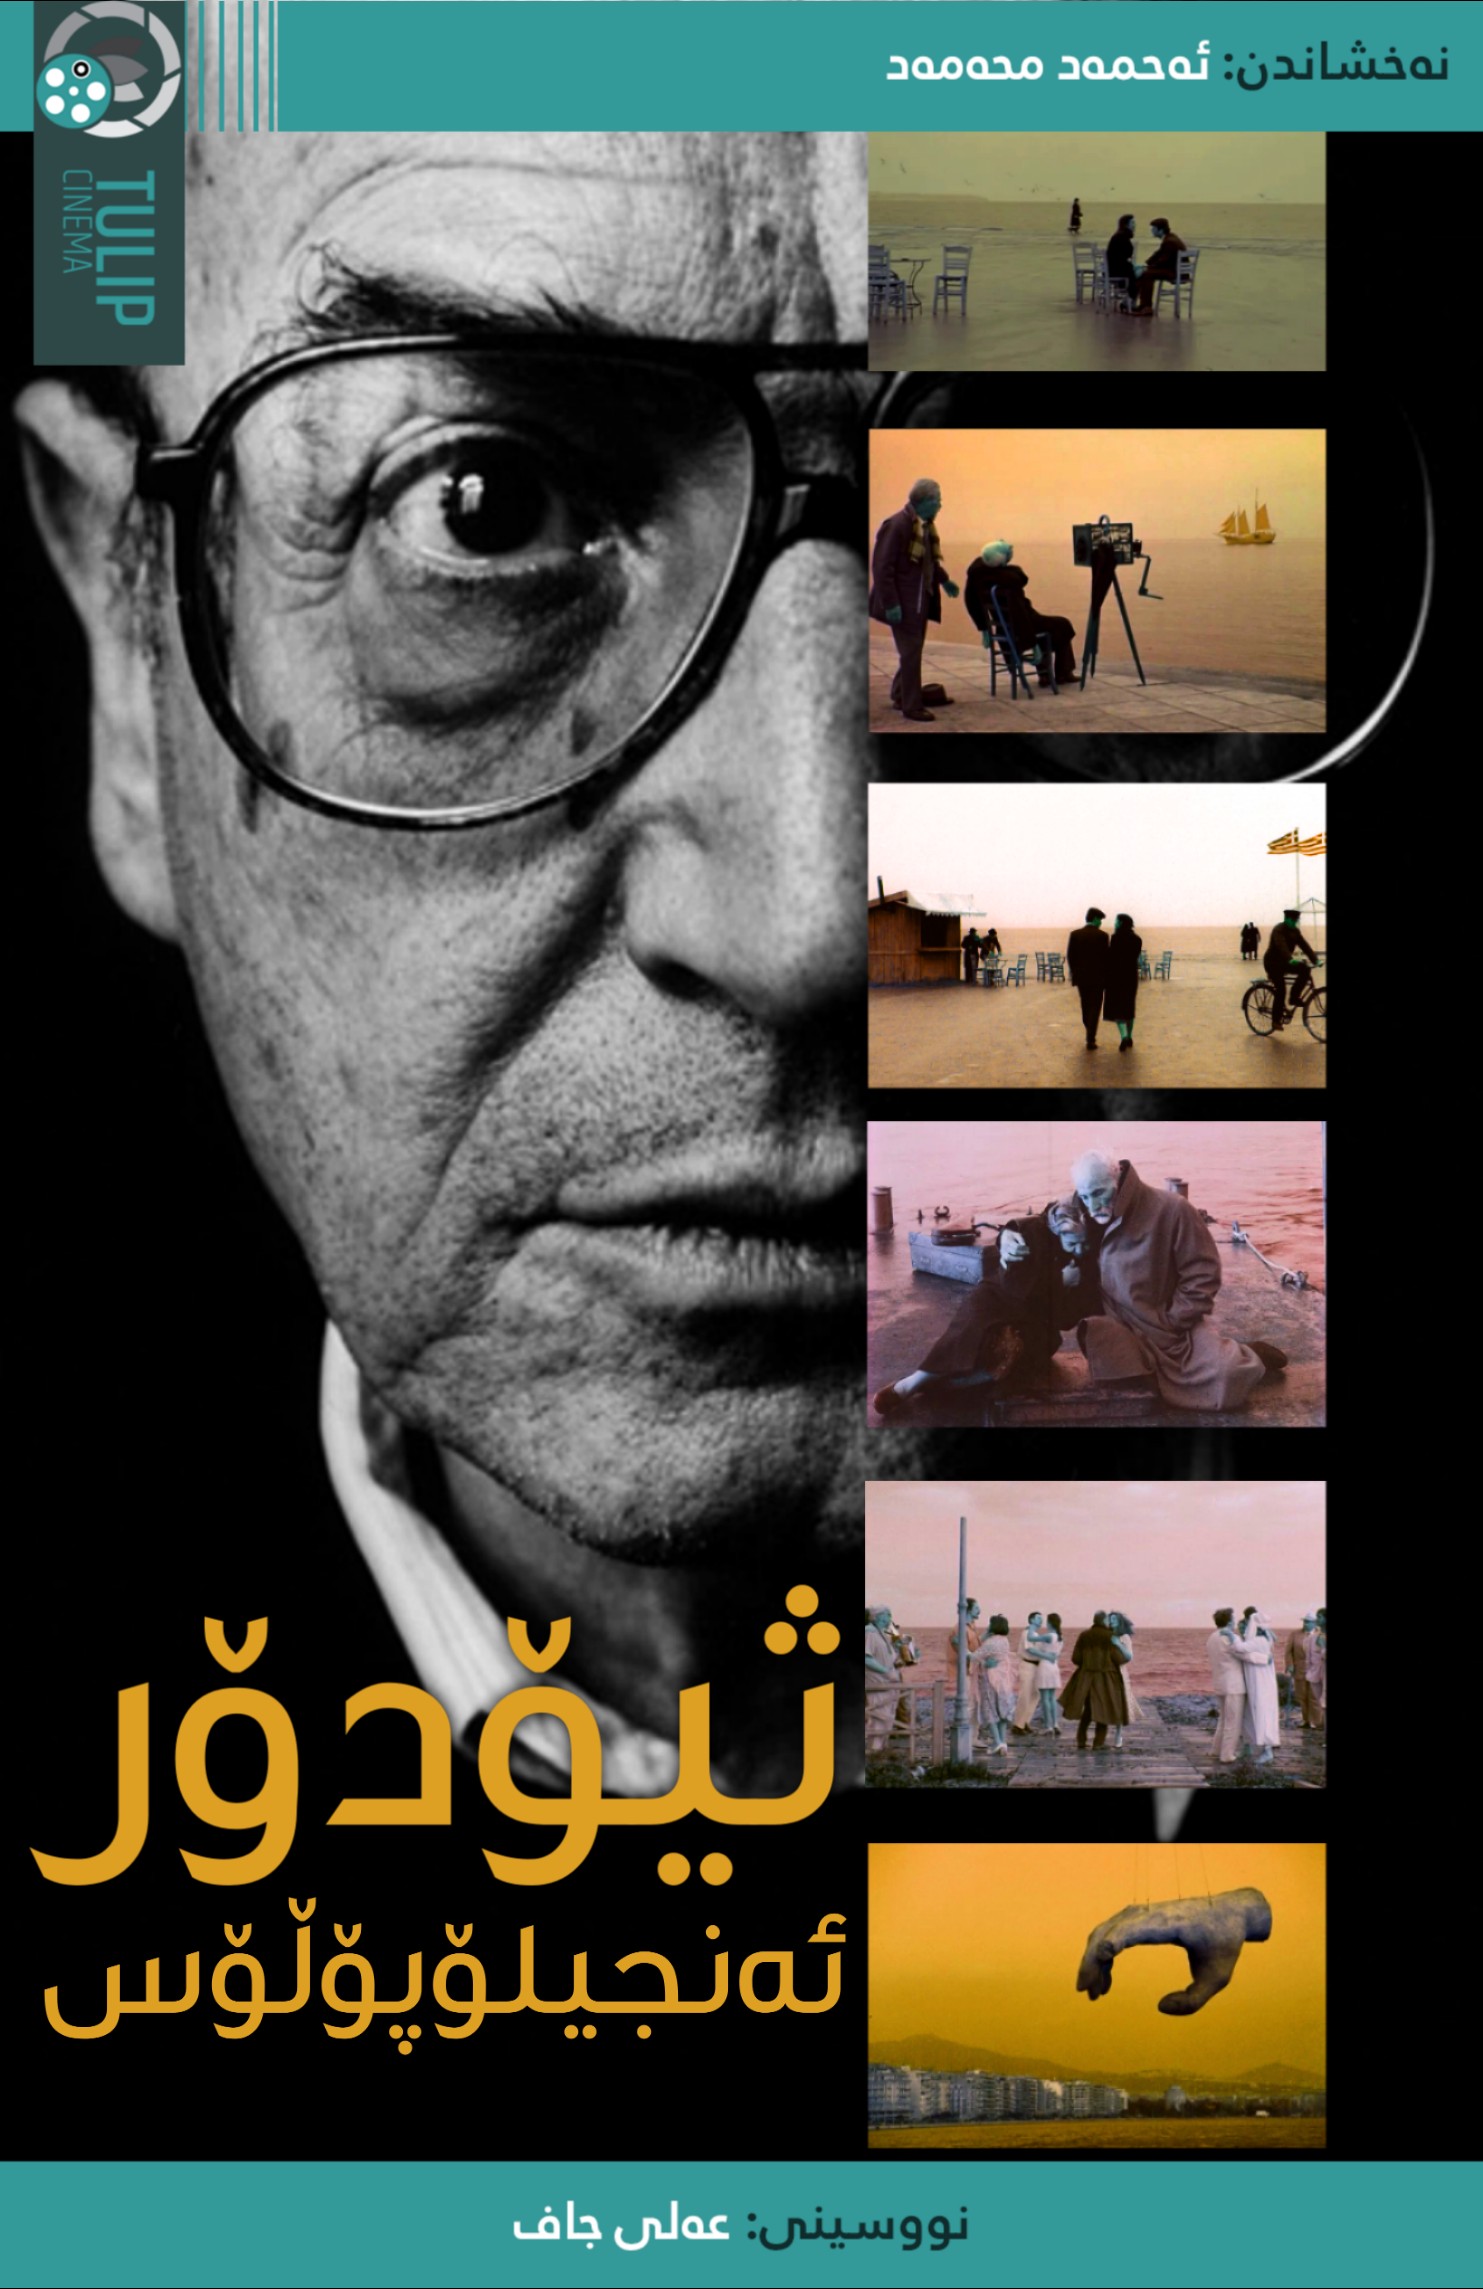 نەخشاندن: ئەحمەد محەمەد
TULIP
CINEMA
ثیۆدۆر
ئەنجیلۆپۆڵۆس
نووسینی: عەلی جاف